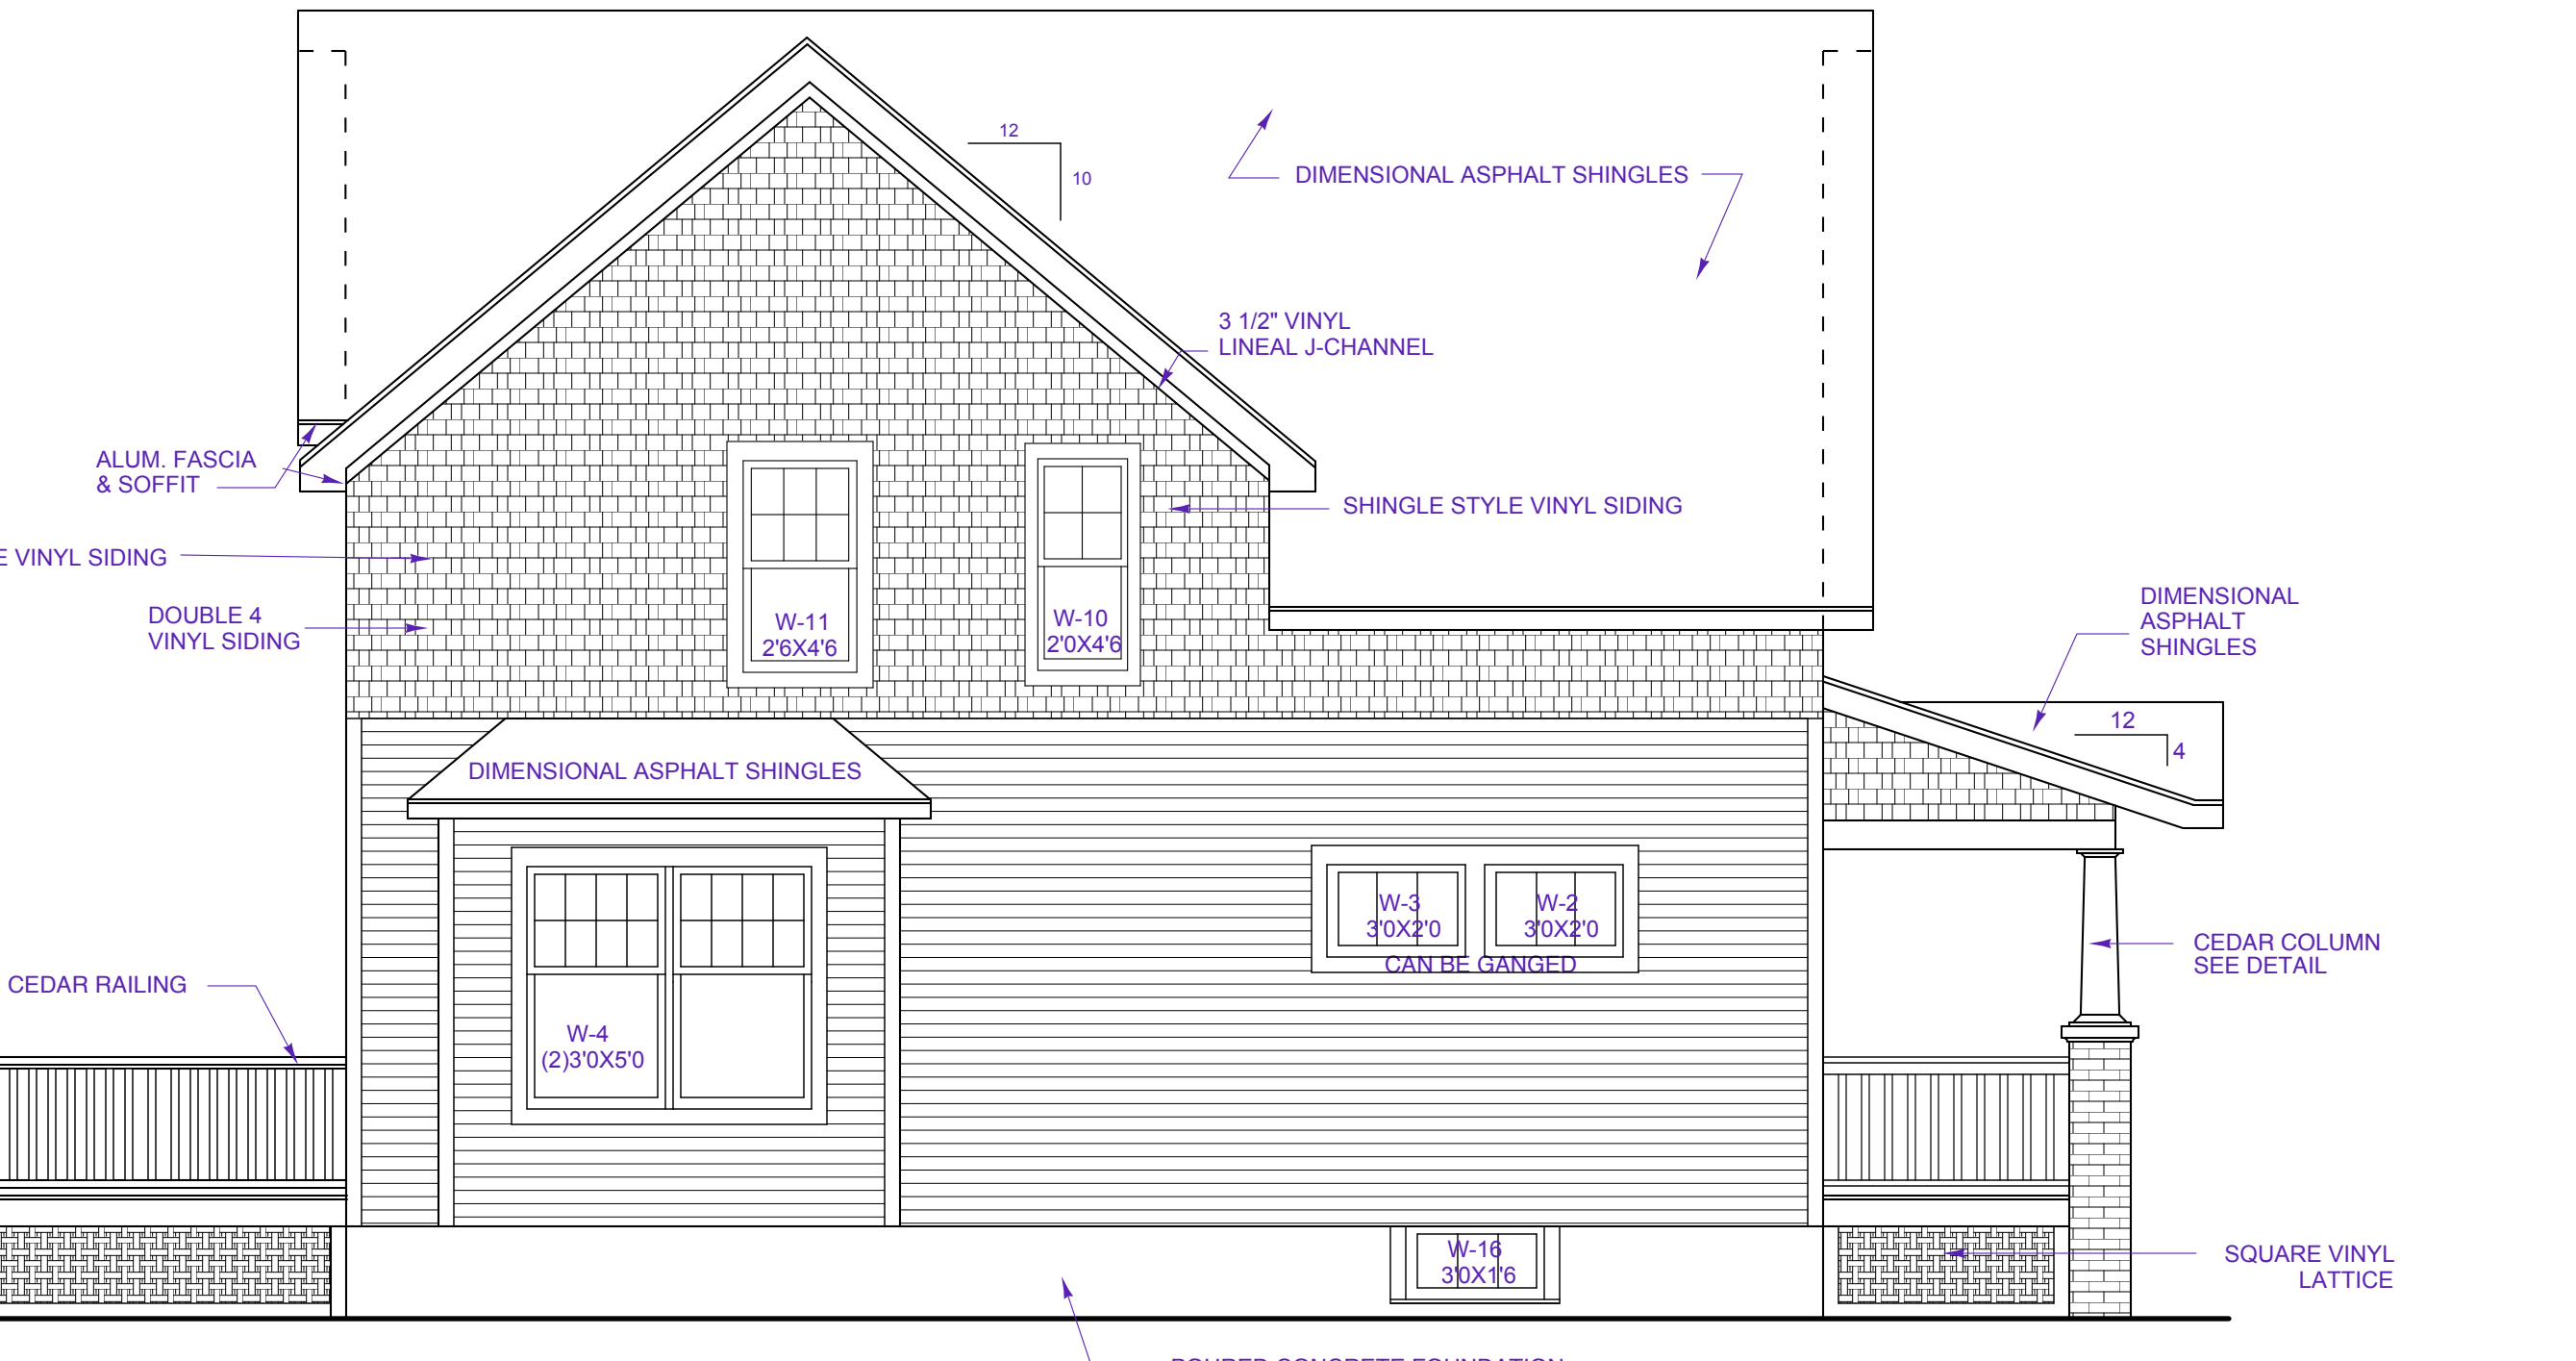 12
10
DIMENSIONAL ASPHALT SHINGLES
3 1/2" VINYL
LINEAL J-CHANNEL
ALUM. FASCIA
& SOFFIT
SHINGLE STYLE VINYL SIDING
E VINYL SIDING
DOUBLE 4
VINYL SIDING
W-11
2'6X4'6
W-10
2'0X4'6
DIMENSIONAL
ASPHALT
SHINGLES
12
4
DIMENSIONAL ASPHALT SHINGLES
W-3
3'0X2'0
W-2
3'0X2'0
CAN BE GANGED
CEDAR COLUMN
SEE DETAIL
CEDAR RAILING
W-4
(2)3'0X5'0
W-16
3'0X1'6
SQUARE VINYL
LATTICE
POURED CONCRETE FOUNDATION